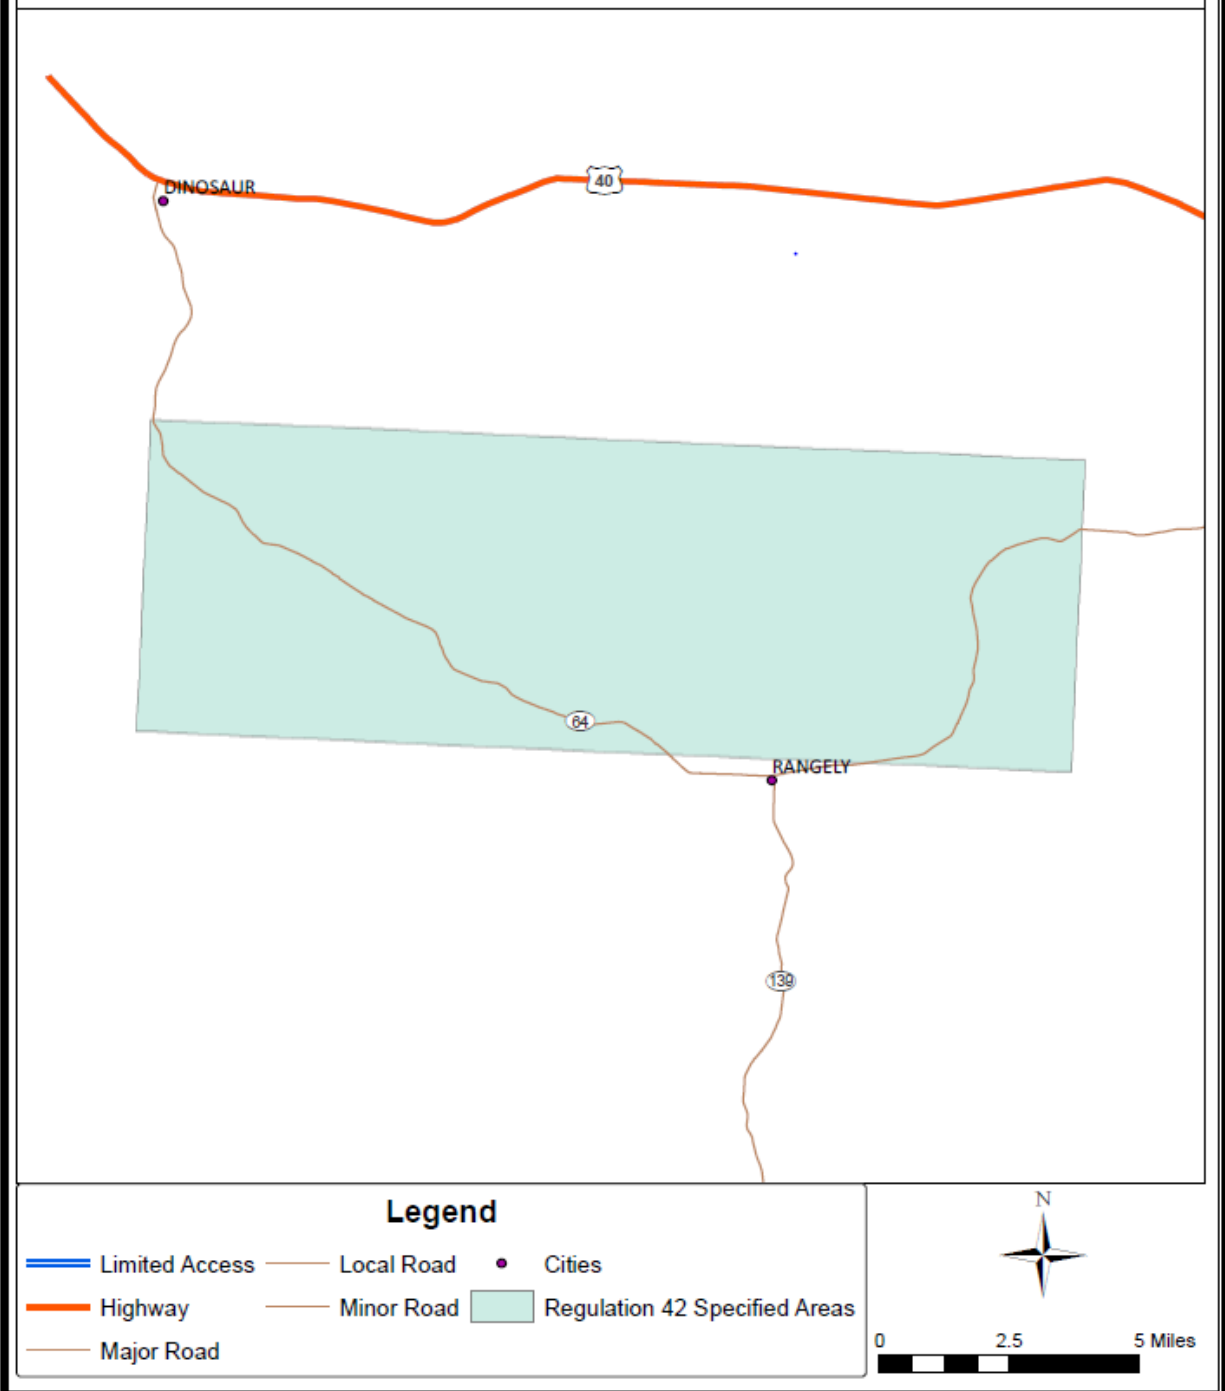 DINOSAUR
40
64
RANGELY
139
Legend
Limited Access
Local Road
Cities
Highway
Minor Road
Regulation 42 Specified Areas
Major Road
N
0 2.5 5 Miles